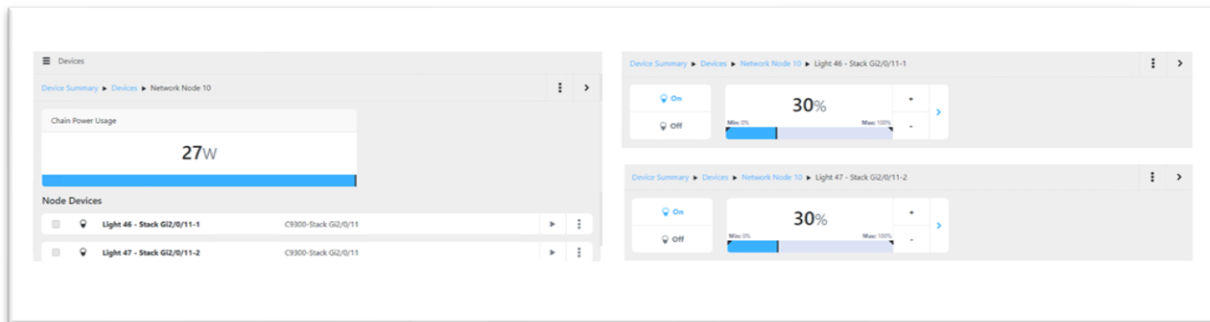 Devices
Device Summary ▸ Devices ▸ Network Node 10
Chain Power Usage
27W
Node Devices
Light 46 - Stack Gi2/0/11-1 C9300-Stack Gi2/0/11
Light 47 - Stack Gi2/0/11-2 C9300-Stack Gi2/0/11
Device Summary ▸ Devices ▸ Network Node 10 ▸ Light 46 - Stack Gi2/0/11-1
On
Off
30%
Min: 0% Max: 100%
+
-
Device Summary ▸ Devices ▸ Network Node 10 ▸ Light 47 - Stack Gi2/0/11-2
On
Off
30%
Min: 0% Max: 100%
+
-